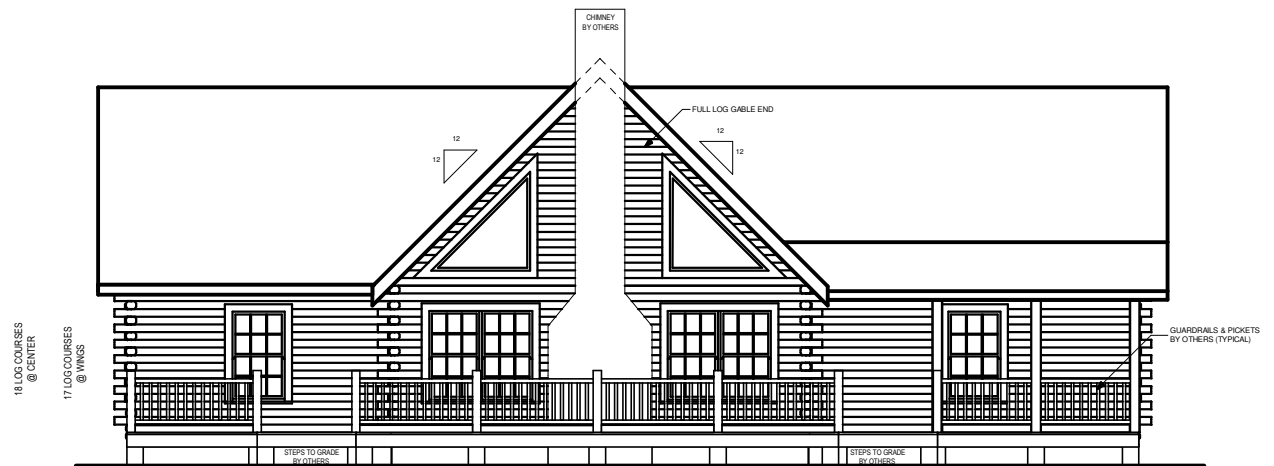 CHIMNEY
BY OTHERS
FULL LOG GABLE END
12
12
12
12
18 LOG COURSES
@ CENTER
17 LOG COURSES
@ WINGS
GUARDRAILS & PICKETS
BY OTHERS (TYPICAL)
STEPS TO GRADE
BY OTHERS
STEPS TO GRADE
BY OTHERS